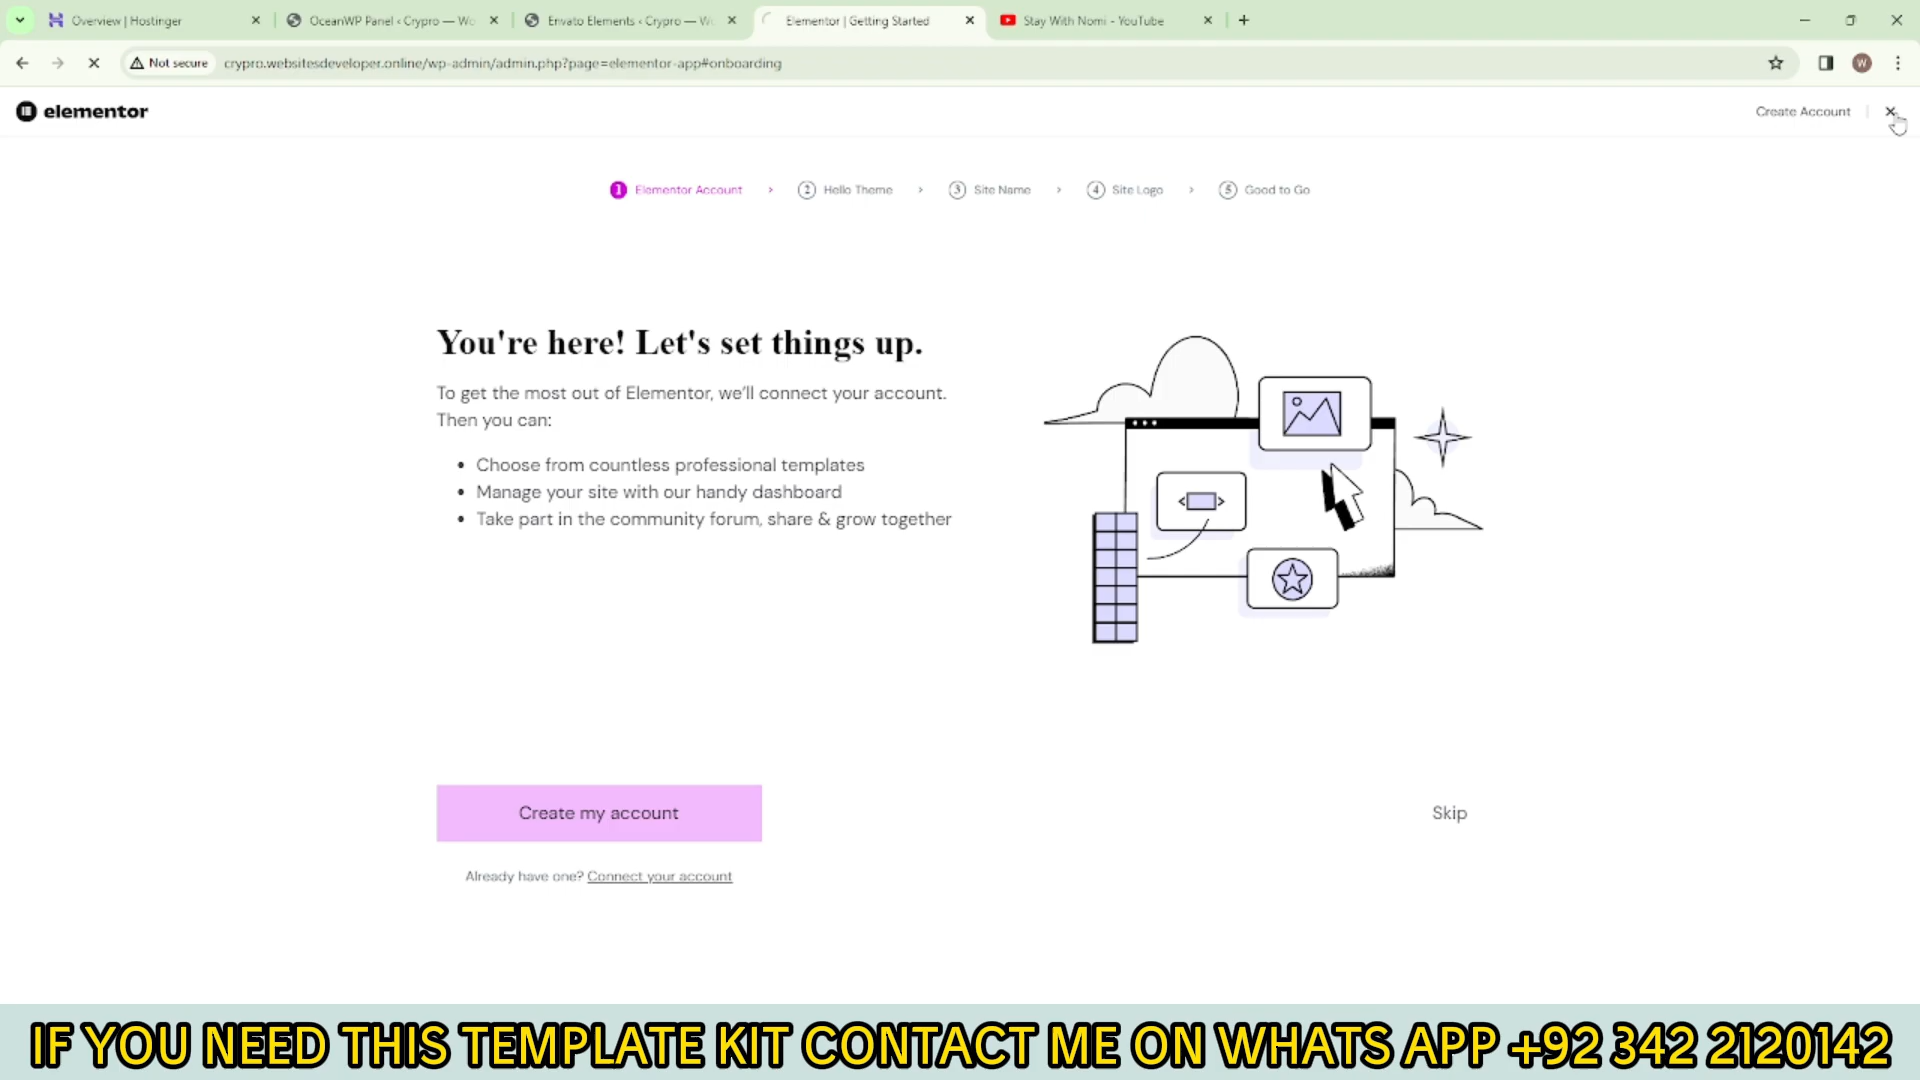 Overview | Hostinger
OceanWP Panel ‹ Crypro — Wo
Envato Elements ‹ Crypro — W
Elementor | Getting Started
Stay With Nomi - YouTube
Not secure
crypro.websitesdeveloper.online/wp-admin/admin.php?page=elementor-app#onboarding
W
elementor
Create Account
1 Elementor Account
2 Hello Theme
3 Site Name
4 Site Logo
5 Good to Go
You're here! Let's set things up.
To get the most out of Elementor, we'll connect your account.
Then you can:
• Choose from countless professional templates
• Manage your site with our handy dashboard
• Take part in the community forum, share & grow together
Create my account
Skip
Already have one? Connect your account
IF YOU NEED THIS TEMPLATE KIT CONTACT ME ON WHATS APP +92 342 2120142